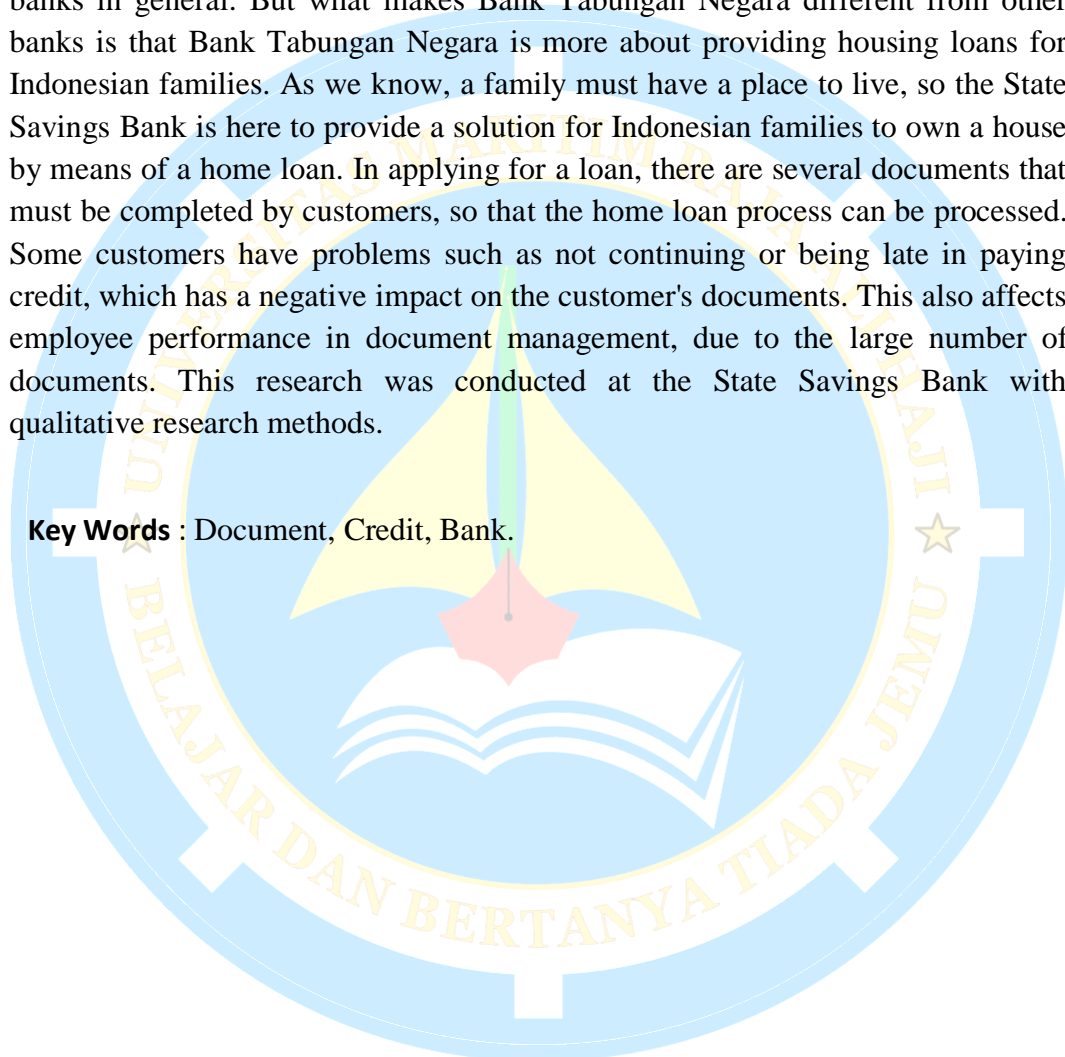 banks in general. But what makes Bank Tabungan Negara different from other
banks is that Bank Tabungan Negara is more about providing housing loans for
Indonesian families. As we know, a family must have a place to live, so the State
Savings Bank is here to provide a solution for Indonesian families to own a house
by means of a home loan. In applying for a loan, there are several documents that
must be completed by customers, so that the home loan process can be processed.
Some customers have problems such as not continuing or being late in paying
credit, which has a negative impact on the customer's documents. This also affects
employee performance in document management, due to the large number of
documents. This research was conducted at the State Savings Bank with
qualitative research methods.
Key Words : Document, Credit, Bank.
UNIVERSITAS MARITIM RAJA ALI HAJI
BELAJAR DAN BERTANYA TIADA JEMU